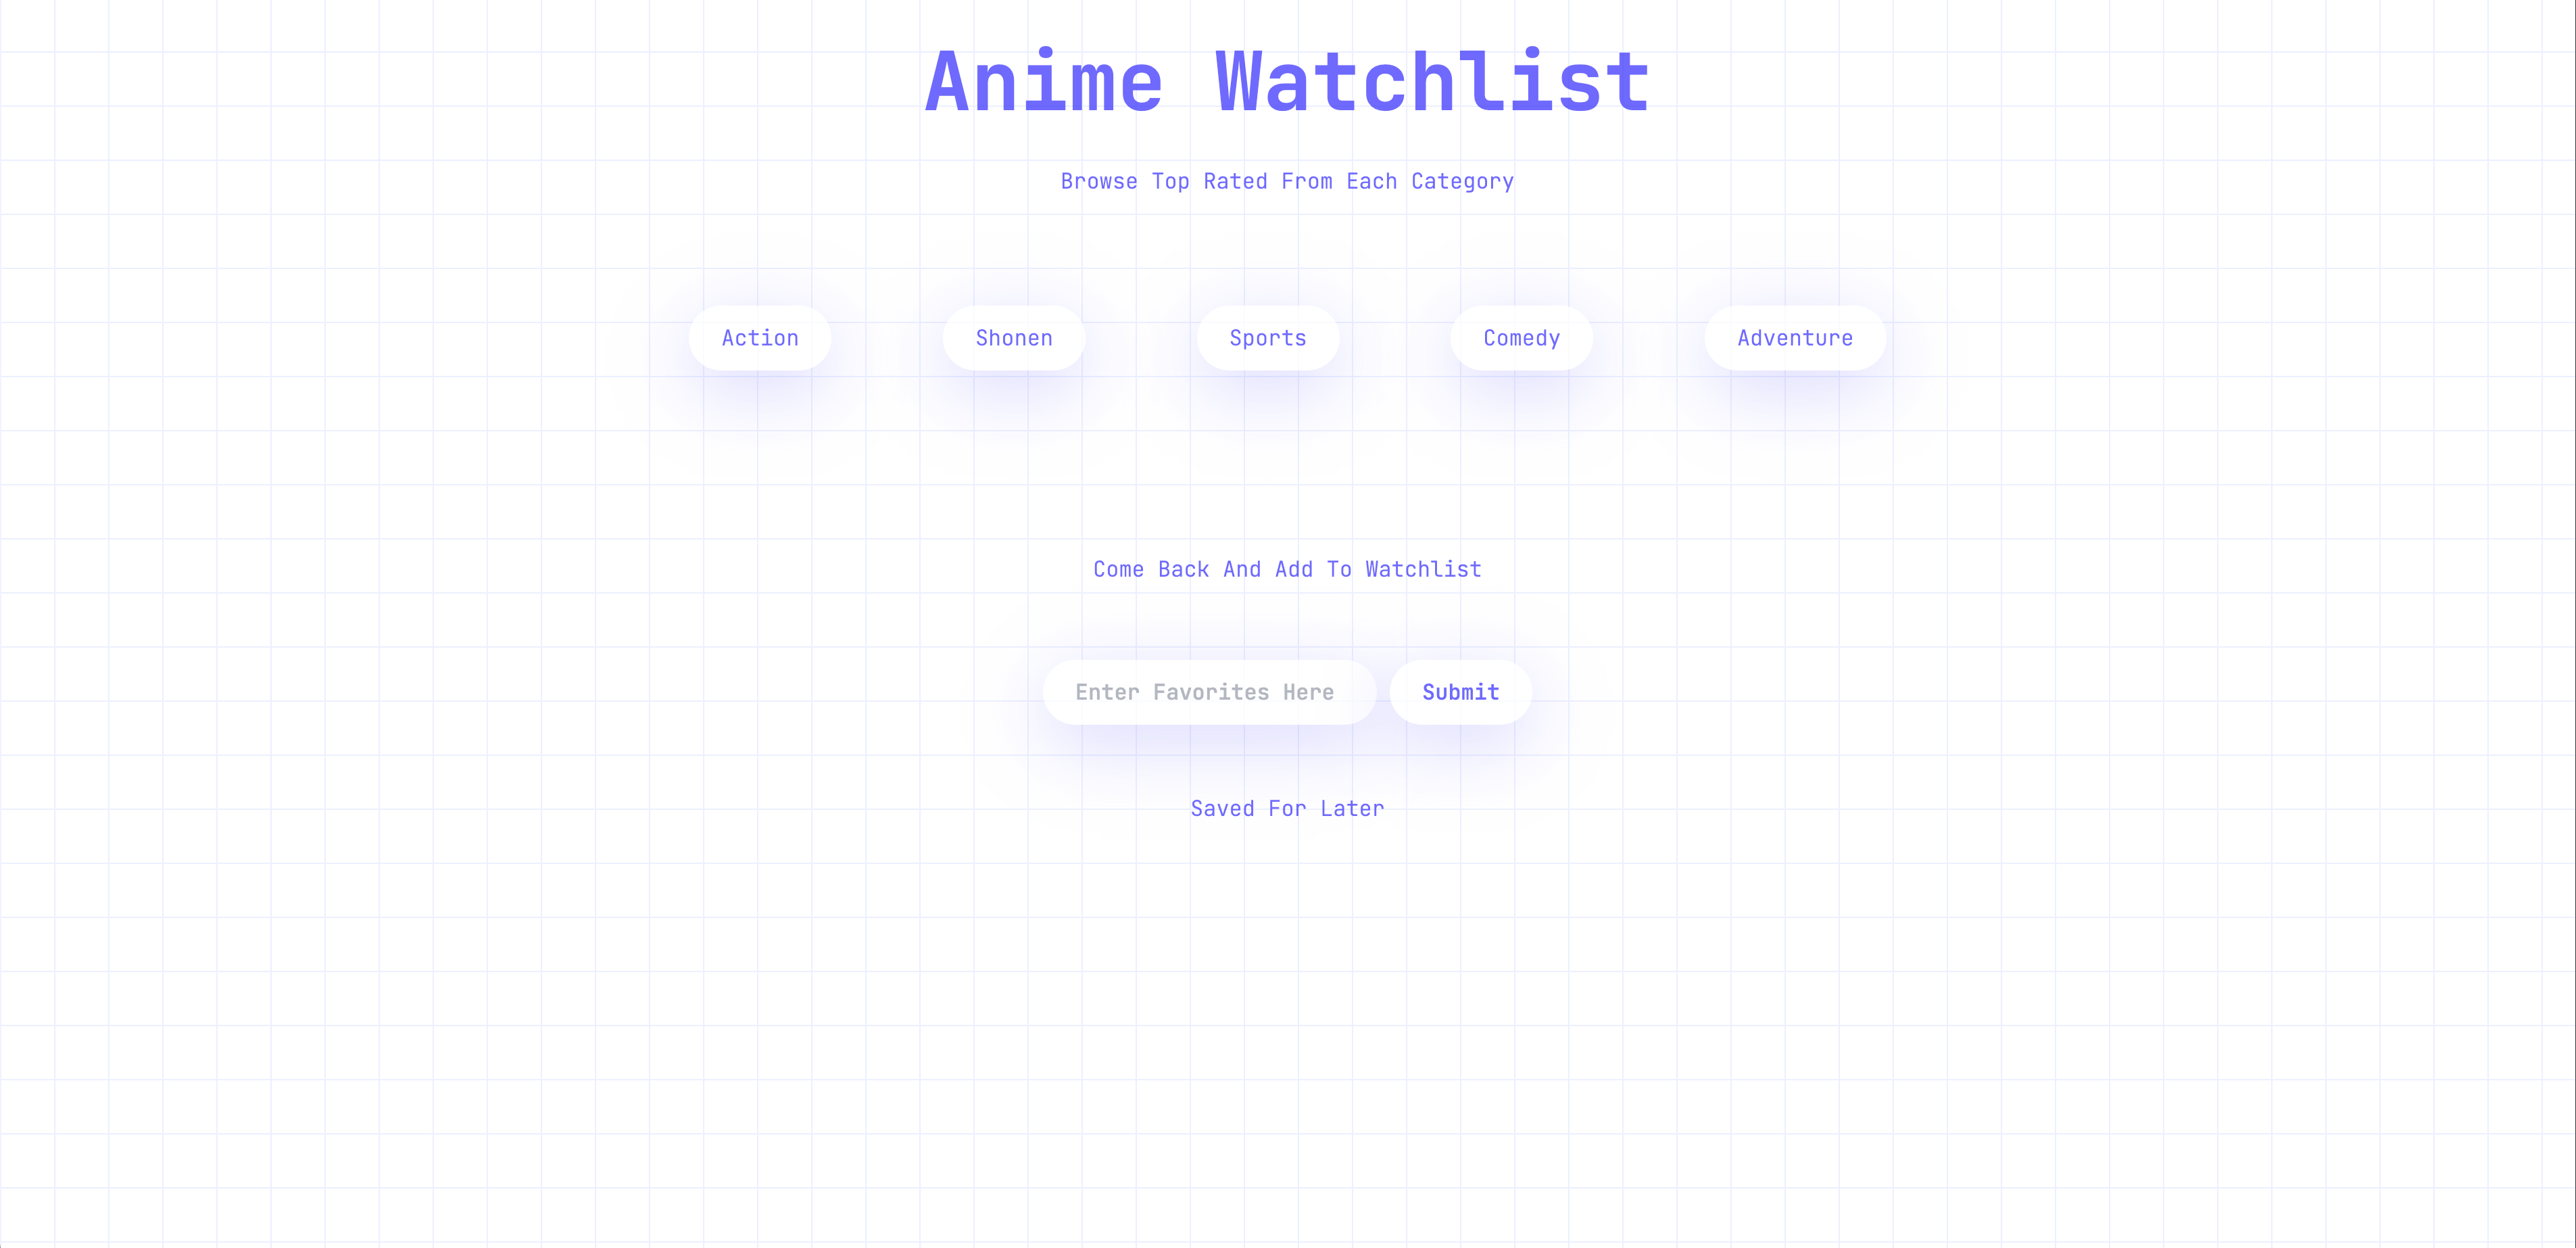 Anime Watchlist
Browse Top Rated From Each Category
Action Shonen Sports Comedy Adventure
Come Back And Add To Watchlist
Enter Favorites Here Submit
Saved For Later